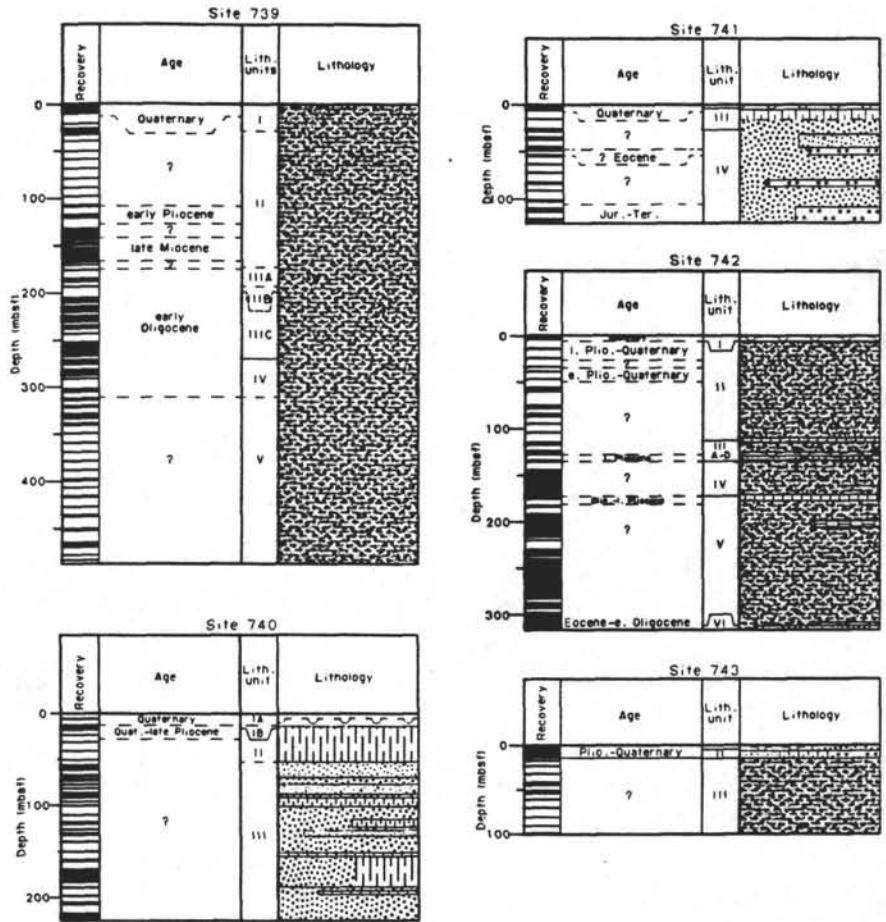 Site 739
Recovery
Age
Lith. units
Lithology
Depth (mbsf)
0
100
200
300
400
Quaternary
?
early Pliocene
?
late Miocene
?
early
Oligocene
?
I
II
IIIA
IIIB
IIIC
IV
V
Site 740
Recovery
Age
Lith. unit
Lithology
Depth (mbsf)
0
100
200
Quaternary
Quat.-late Pliocene
?
IA
IB
II
III
Site 741
Recovery
Age
Lith. unit
Lithology
Depth (mbsf)
0
100
Quaternary
?
? Eocene
?
Jur.-Ter.
III
IV
Site 742
Recovery
Age
Lith. unit
Lithology
Depth (mbsf)
0
100
200
300
l. Plio.-Quaternary
?
e. Plio.-Quaternary
?
?
?
Eocene-e. Oligocene
I
II
III
A-D
IV
V
VI
Site 743
Recovery
Age
Lith. unit
Lithology
Depth (mbsf)
0
100
Plio.-Quaternary
?
II
III